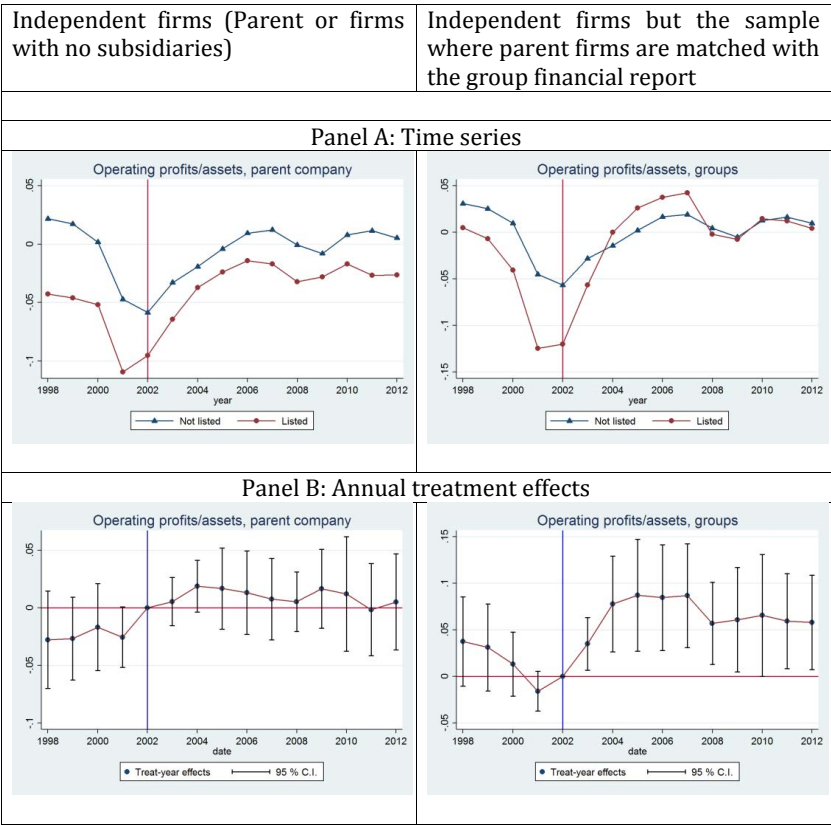 Independent firms (Parent or firms
with no subsidiaries)
Independent firms but the sample
where parent firms are matched with
the group financial report
Panel A: Time series
Operating profits/assets, parent company
.05
0
-.05
-.1
1998 2000 2002 2004 2006 2008 2010 2012
year
Not listed Listed
Operating profits/assets, groups
.05
0
-.05
-.1
-.15
1998 2000 2002 2004 2006 2008 2010 2012
year
Not listed Listed
Panel B: Annual treatment effects
Operating profits/assets, parent company
.05
0
-.05
-.1
1998 2000 2002 2004 2006 2008 2010 2012
date
Treat-year effects 95 % C.I.
Operating profits/assets, groups
.15
.1
.05
0
-.05
1998 2000 2002 2004 2006 2008 2010 2012
date
Treat-year effects 95 % C.I.